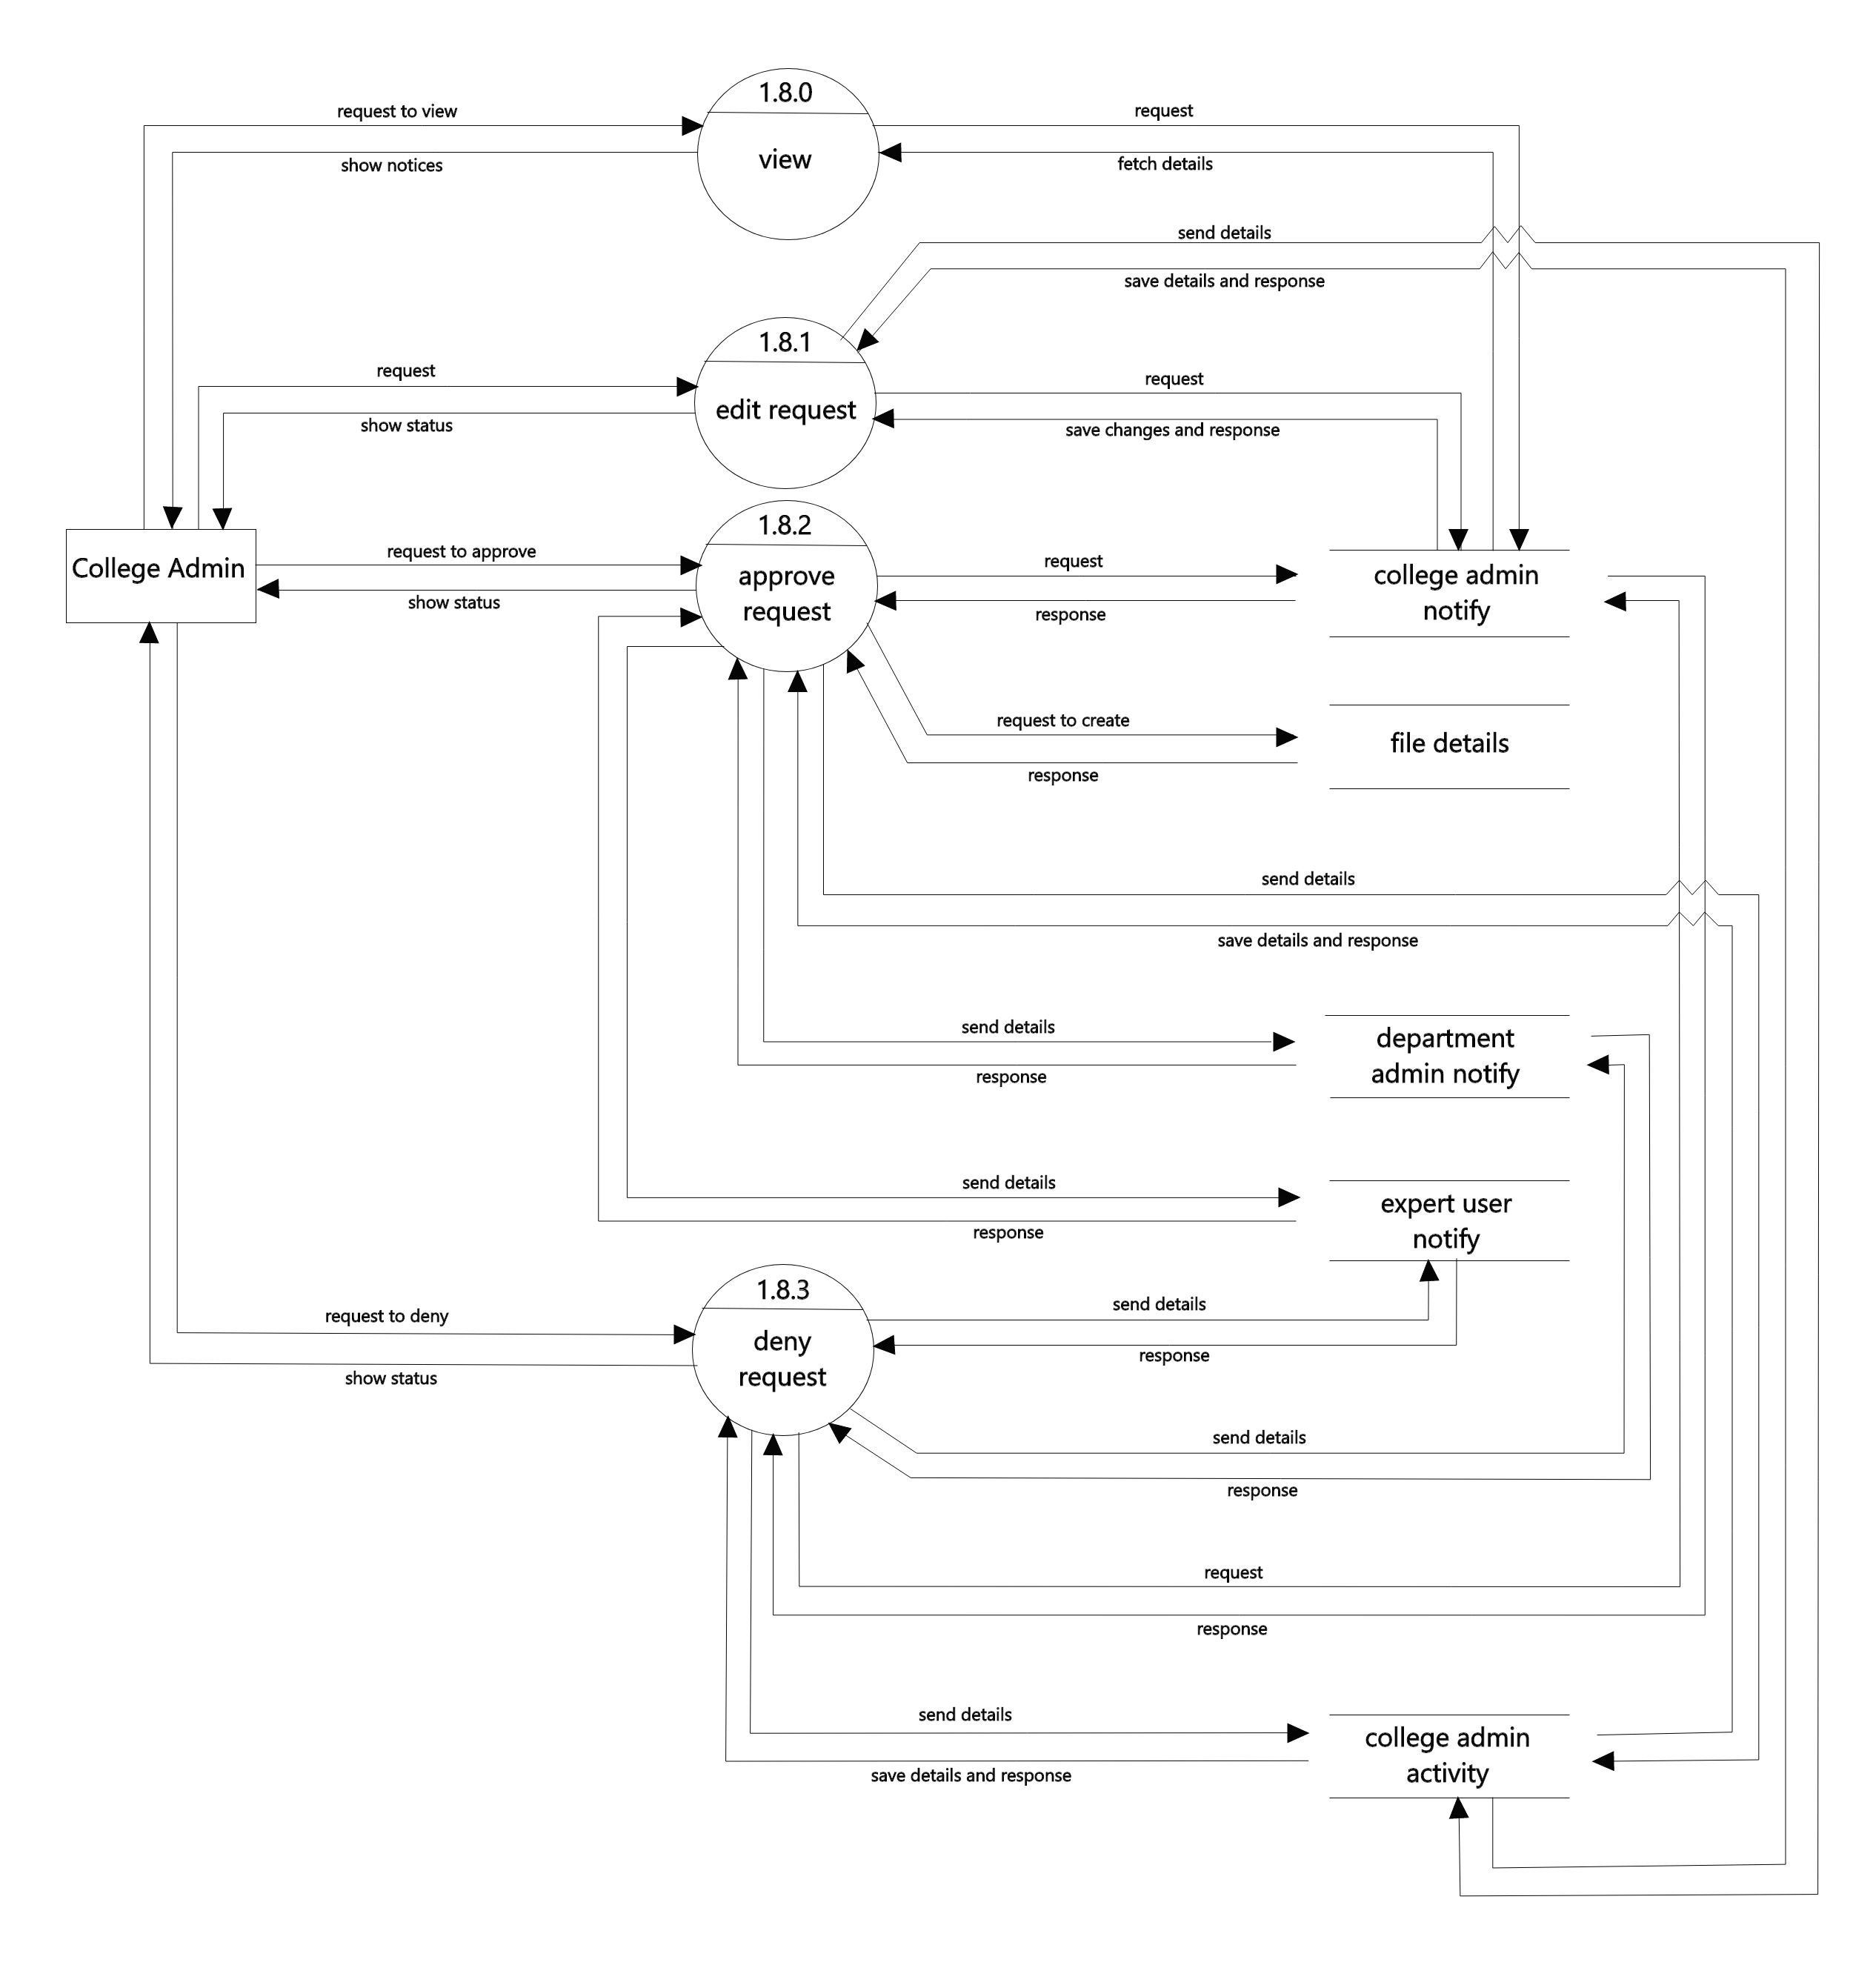 1.8.0
request to view
request
view
show notices
fetch details
send details
save details and response
1.8.1
request
request
edit request
show status
save changes and response
1.8.2
request to approve
request
College Admin
approve
request
college admin
notify
show status
response
request to create
file details
response
send details
save details and response
send details
department
admin notify
response
send details
expert user
notify
response
1.8.3
request to deny
send details
deny
request
response
show status
send details
response
request
response
send details
college admin
activity
save details and response